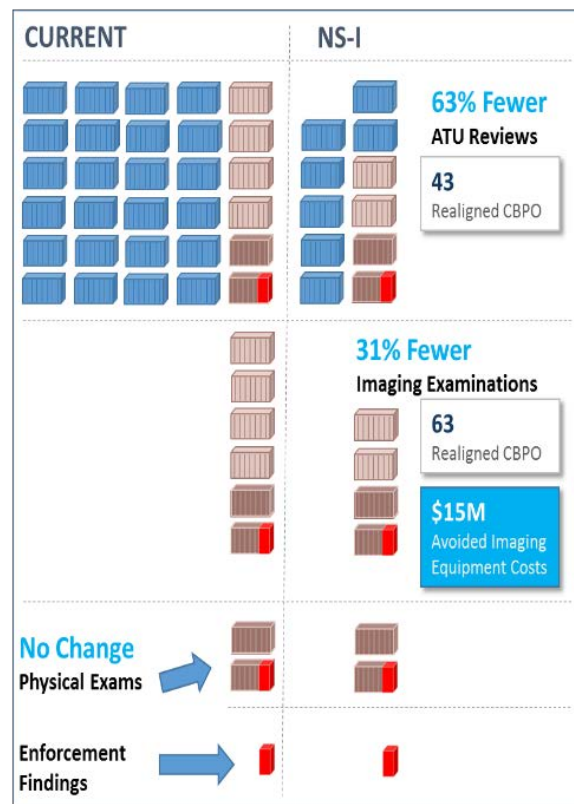 CURRENT
NS-I
63% Fewer
ATU Reviews
43
Realigned CBPO
31% Fewer
Imaging Examinations
63
Realigned CBPO
$15M
Avoided Imaging
Equipment Costs
No Change
Physical Exams
Enforcement
Findings